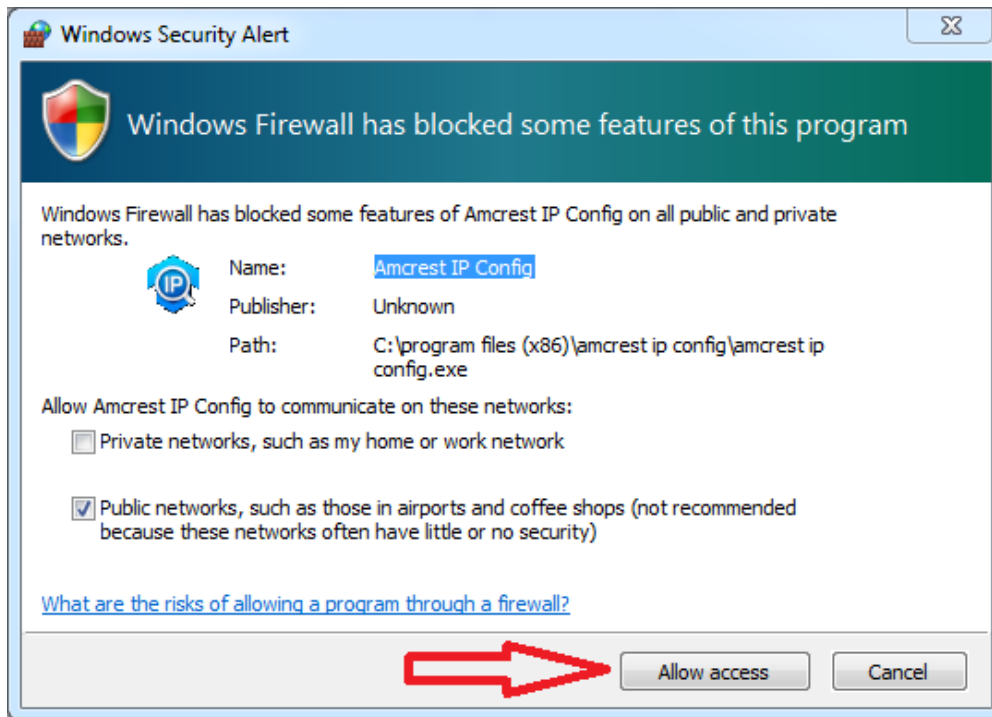 Windows Security Alert
Windows Firewall has blocked some features of this program
Windows Firewall has blocked some features of Amcrest IP Config on all public and private
networks.
IP
Name: Amcrest IP Config
Publisher: Unknown
Path: C:\program files (x86)\amcrest ip config\amcrest ip
config.exe
Allow Amcrest IP Config to communicate on these networks:
Private networks, such as my home or work network
Public networks, such as those in airports and coffee shops (not recommended
because these networks often have little or no security)
What are the risks of allowing a program through a firewall?
Allow access Cancel